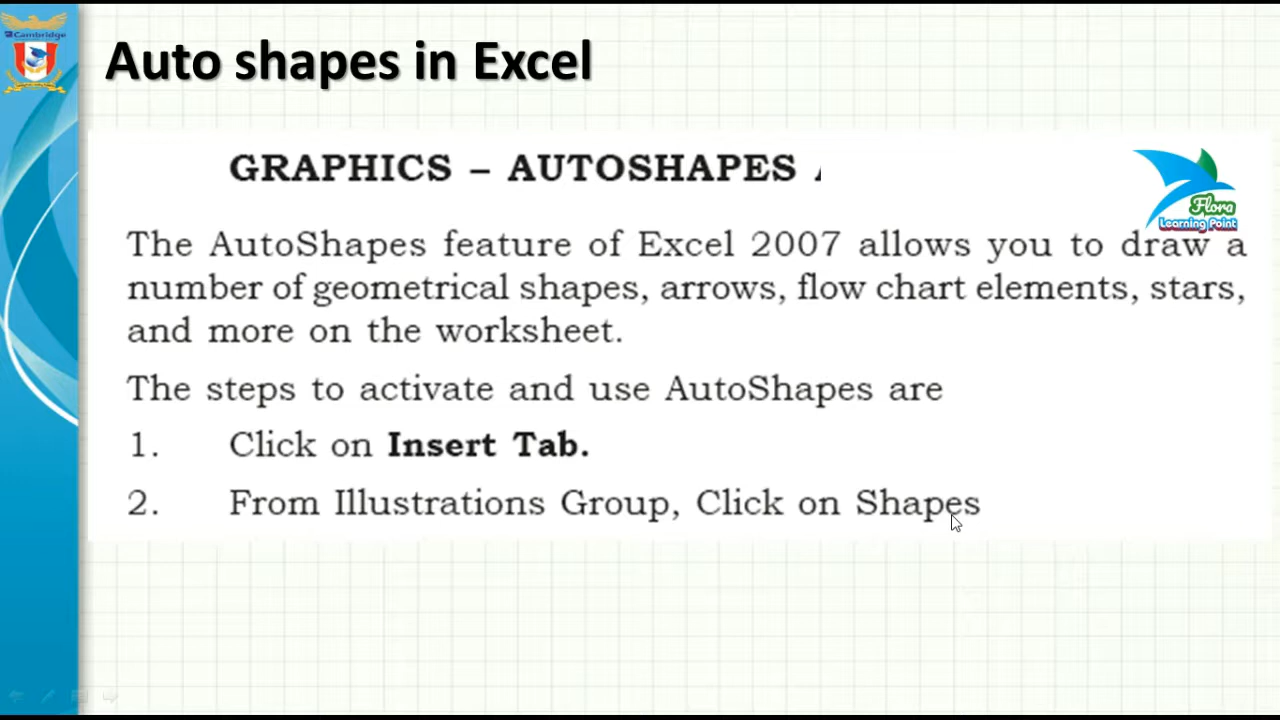 Cambridge
Auto shapes in Excel
GRAPHICS – AUTOSHAPES
Flora
Learning Point
The AutoShapes feature of Excel 2007 allows you to draw a
number of geometrical shapes, arrows, flow chart elements, stars,
and more on the worksheet.
The steps to activate and use AutoShapes are
1. Click on Insert Tab.
2. From Illustrations Group, Click on Shapes